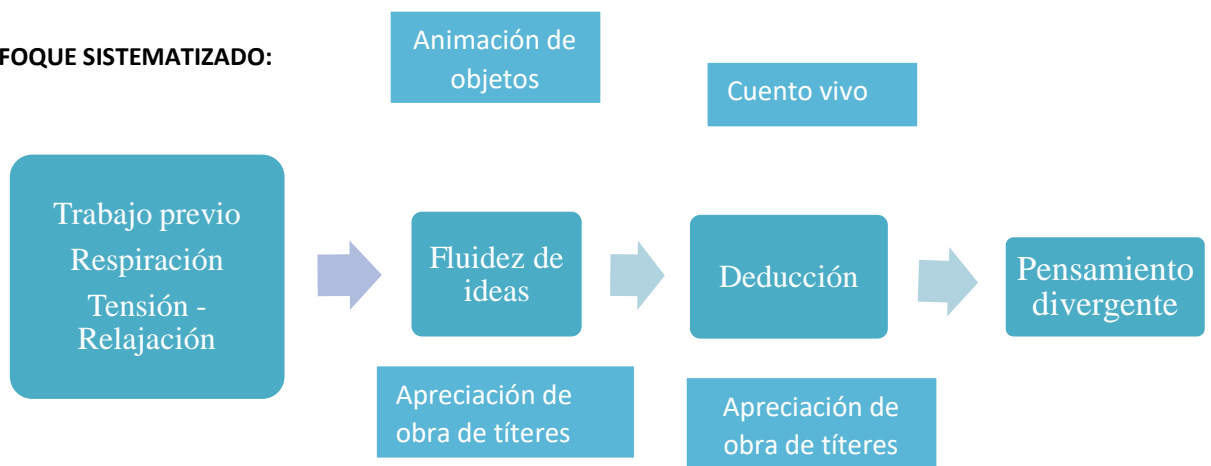 FOQUE SISTEMATIZADO:
Animación de
objetos
Cuento vivo
Trabajo previo
Respiración
Tensión -
Relajación
Fluidez de
ideas
Deducción
Pensamiento
divergente
Apreciación de
obra de títeres
Apreciación de
obra de títeres